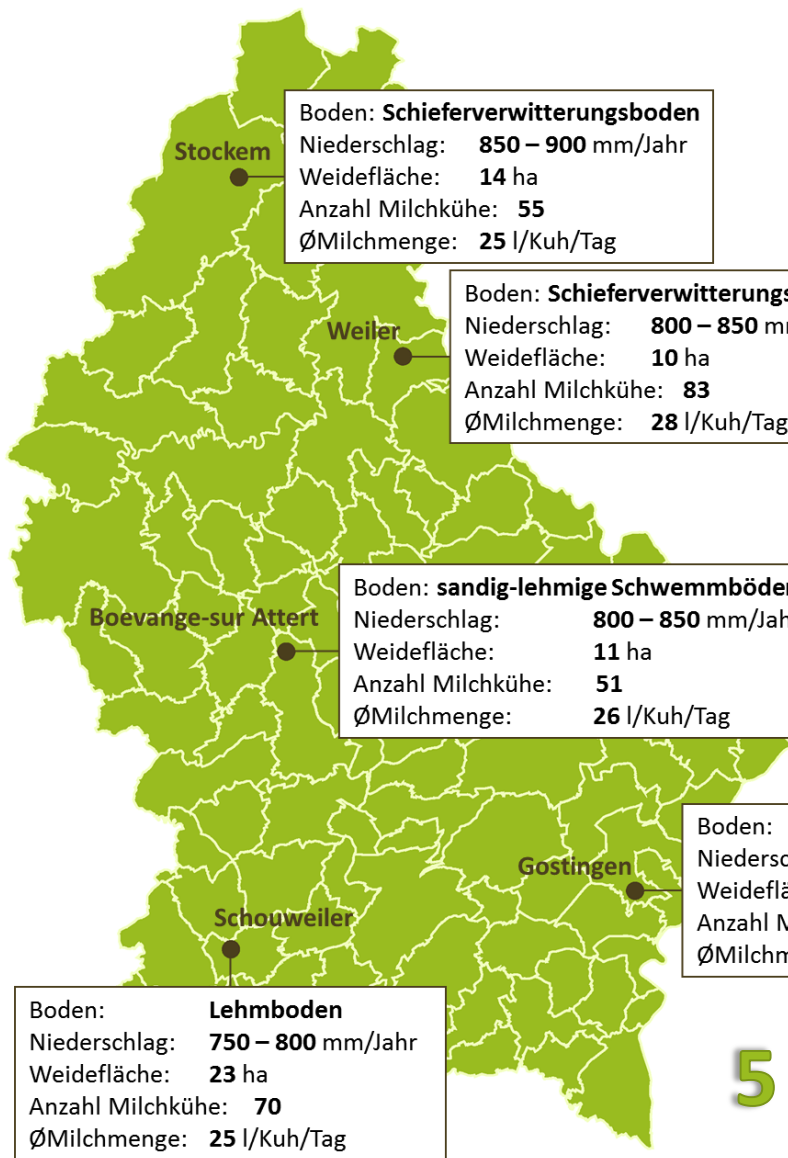 Stockem
Boden: Schieferverwitterungsboden
Niederschlag: 850 – 900 mm/Jahr
Weidefläche: 14 ha
Anzahl Milchkühe: 55
ØMilchmenge: 25 l/Kuh/Tag
Weiler
Boden: Schieferverwitterungs
Niederschlag: 800 – 850 m
Weidefläche: 10 ha
Anzahl Milchkühe: 83
ØMilchmenge: 28 l/Kuh/Tag
Boevange-sur Attert
Boden: sandig-lehmige Schwemmböden
Niederschlag: 800 – 850 mm/Jah
Weidefläche: 11 ha
Anzahl Milchkühe: 51
ØMilchmenge: 26 l/Kuh/Tag
Gostingen
Boden:
Niedersc
Weideflä
Anzahl M
ØMilchm
Schouweiler
Boden: Lehmboden
Niederschlag: 750 – 800 mm/Jahr
Weidefläche: 23 ha
Anzahl Milchkühe: 70
ØMilchmenge: 25 l/Kuh/Tag
5